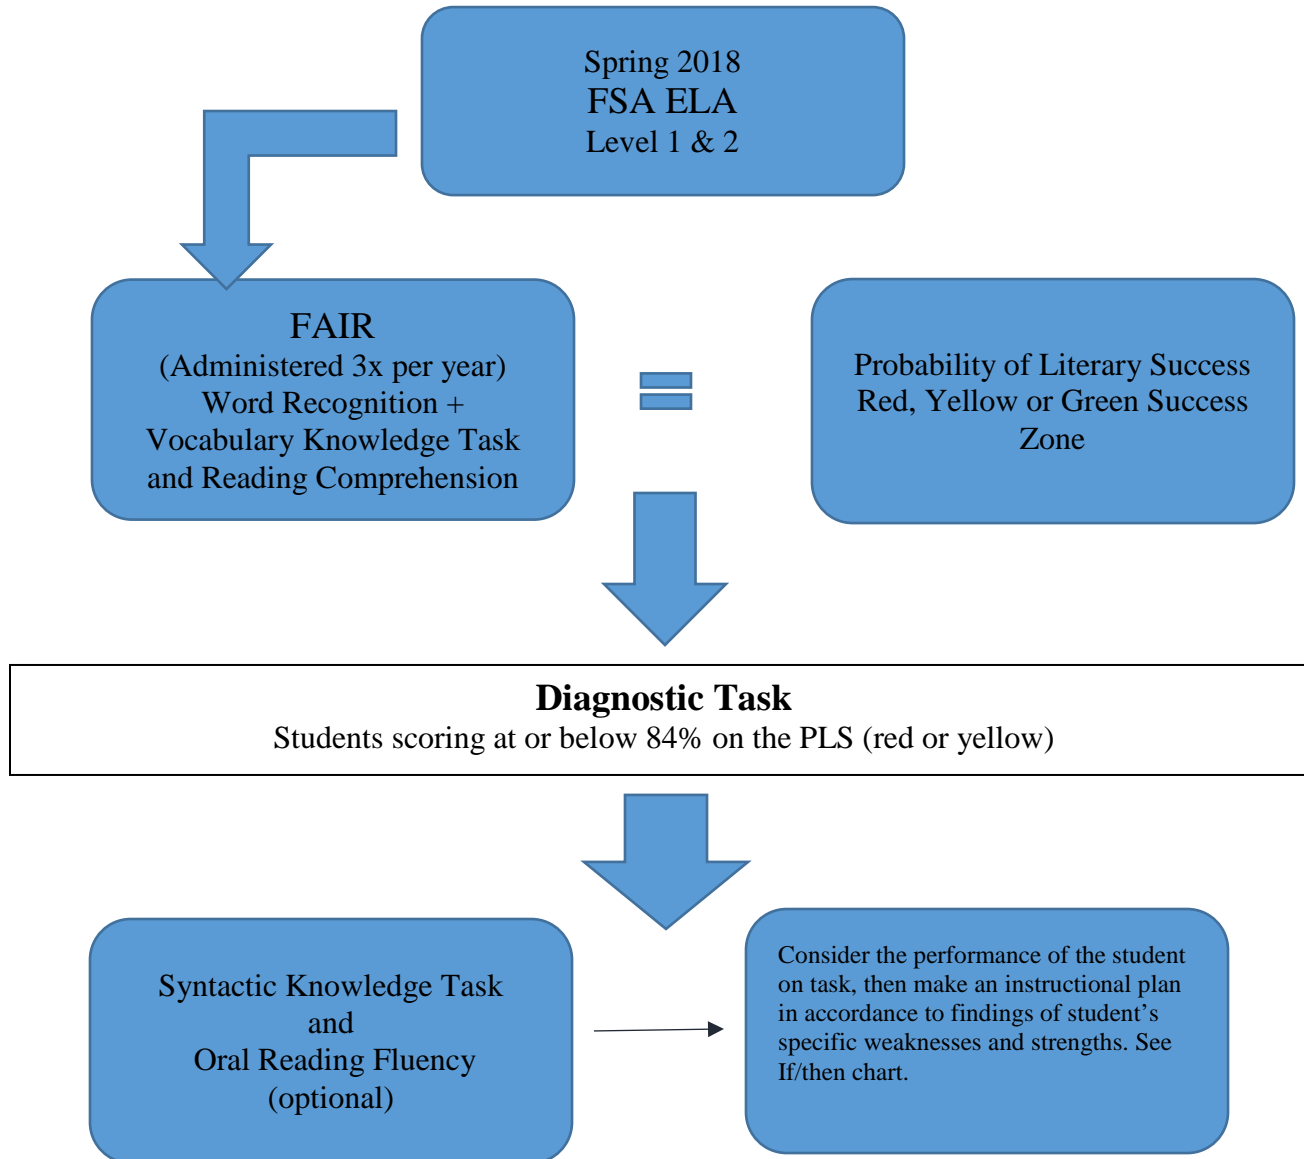 Spring 2018
FSA ELA
Level 1 & 2
FAIR
(Administered 3x per year)
Word Recognition +
Vocabulary Knowledge Task
and Reading Comprehension
Probability of Literary Success
Red, Yellow or Green Success
Zone
Diagnostic Task
Students scoring at or below 84% on the PLS (red or yellow)
Syntactic Knowledge Task
and
Oral Reading Fluency
(optional)
Consider the performance of the student
on task, then make an instructional plan
in accordance to findings of student’s
specific weaknesses and strengths. See
If/then chart.